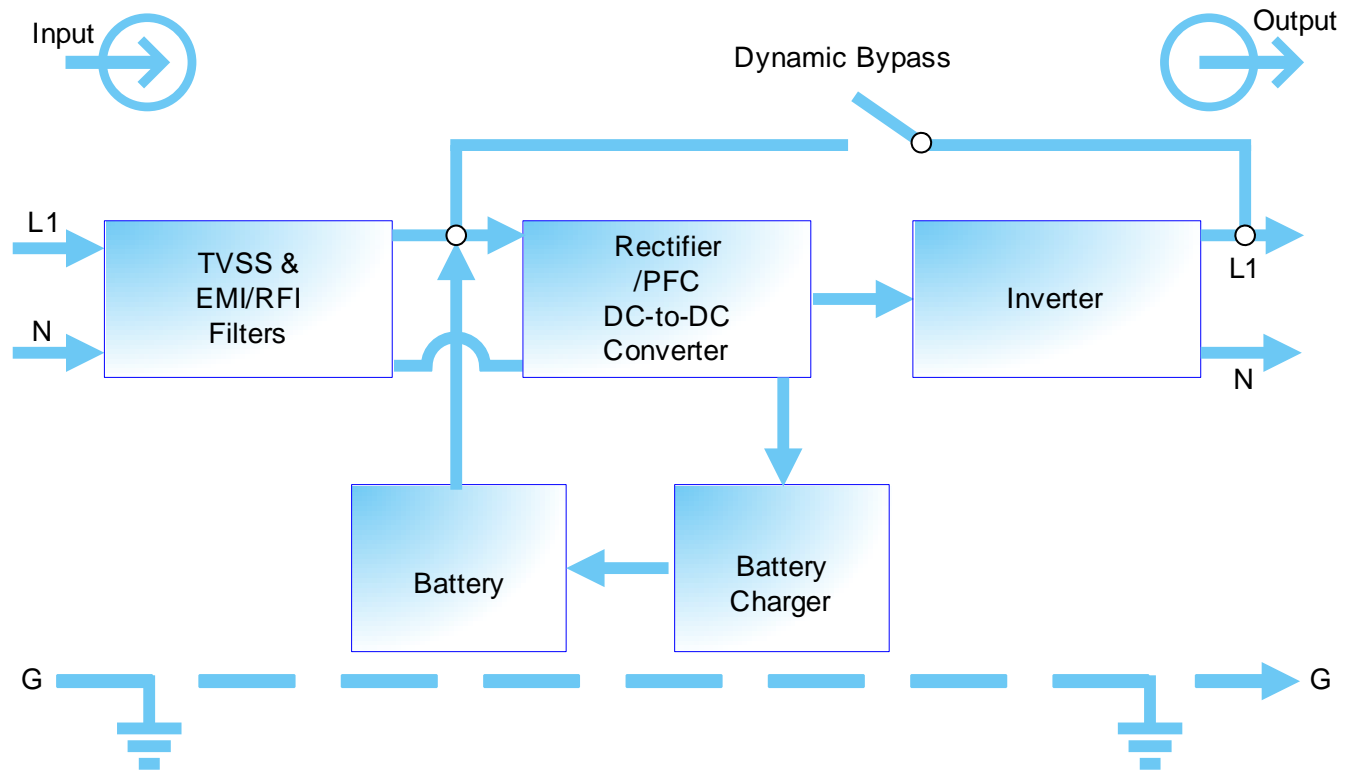 Input
Output
Dynamic Bypass
L1
TVSS &
EMI/RFI
Filters
N
Rectifier
/PFC
DC-to-DC
Converter
Inverter
L1
N
Battery
Battery
Charger
G
G